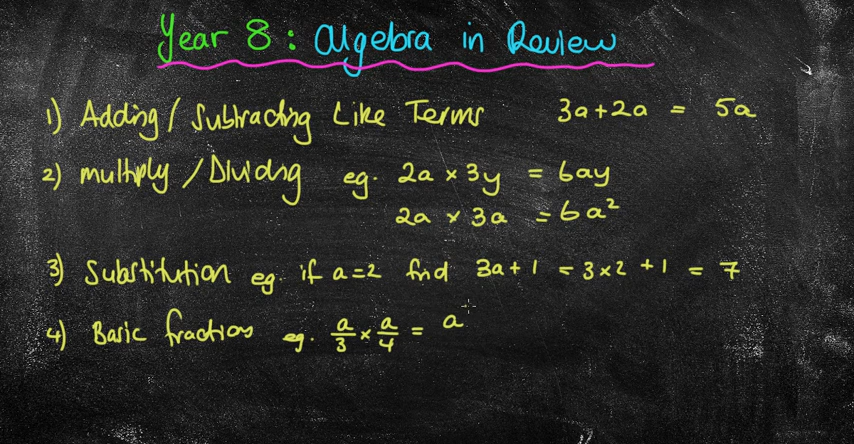 Year 8 : Algebra in Review
1) Adding / Subtracting Like Terms 3a + 2a = 5a
2) multiply / Dividing eg. 2a × 3y = 6ay
2a × 3a = 6a²
3) Substitution eg. if a=2 find 3a + 1 = 3×2 + 1 = 7
4) Basic fractions eg. a/3 × a/4 = a